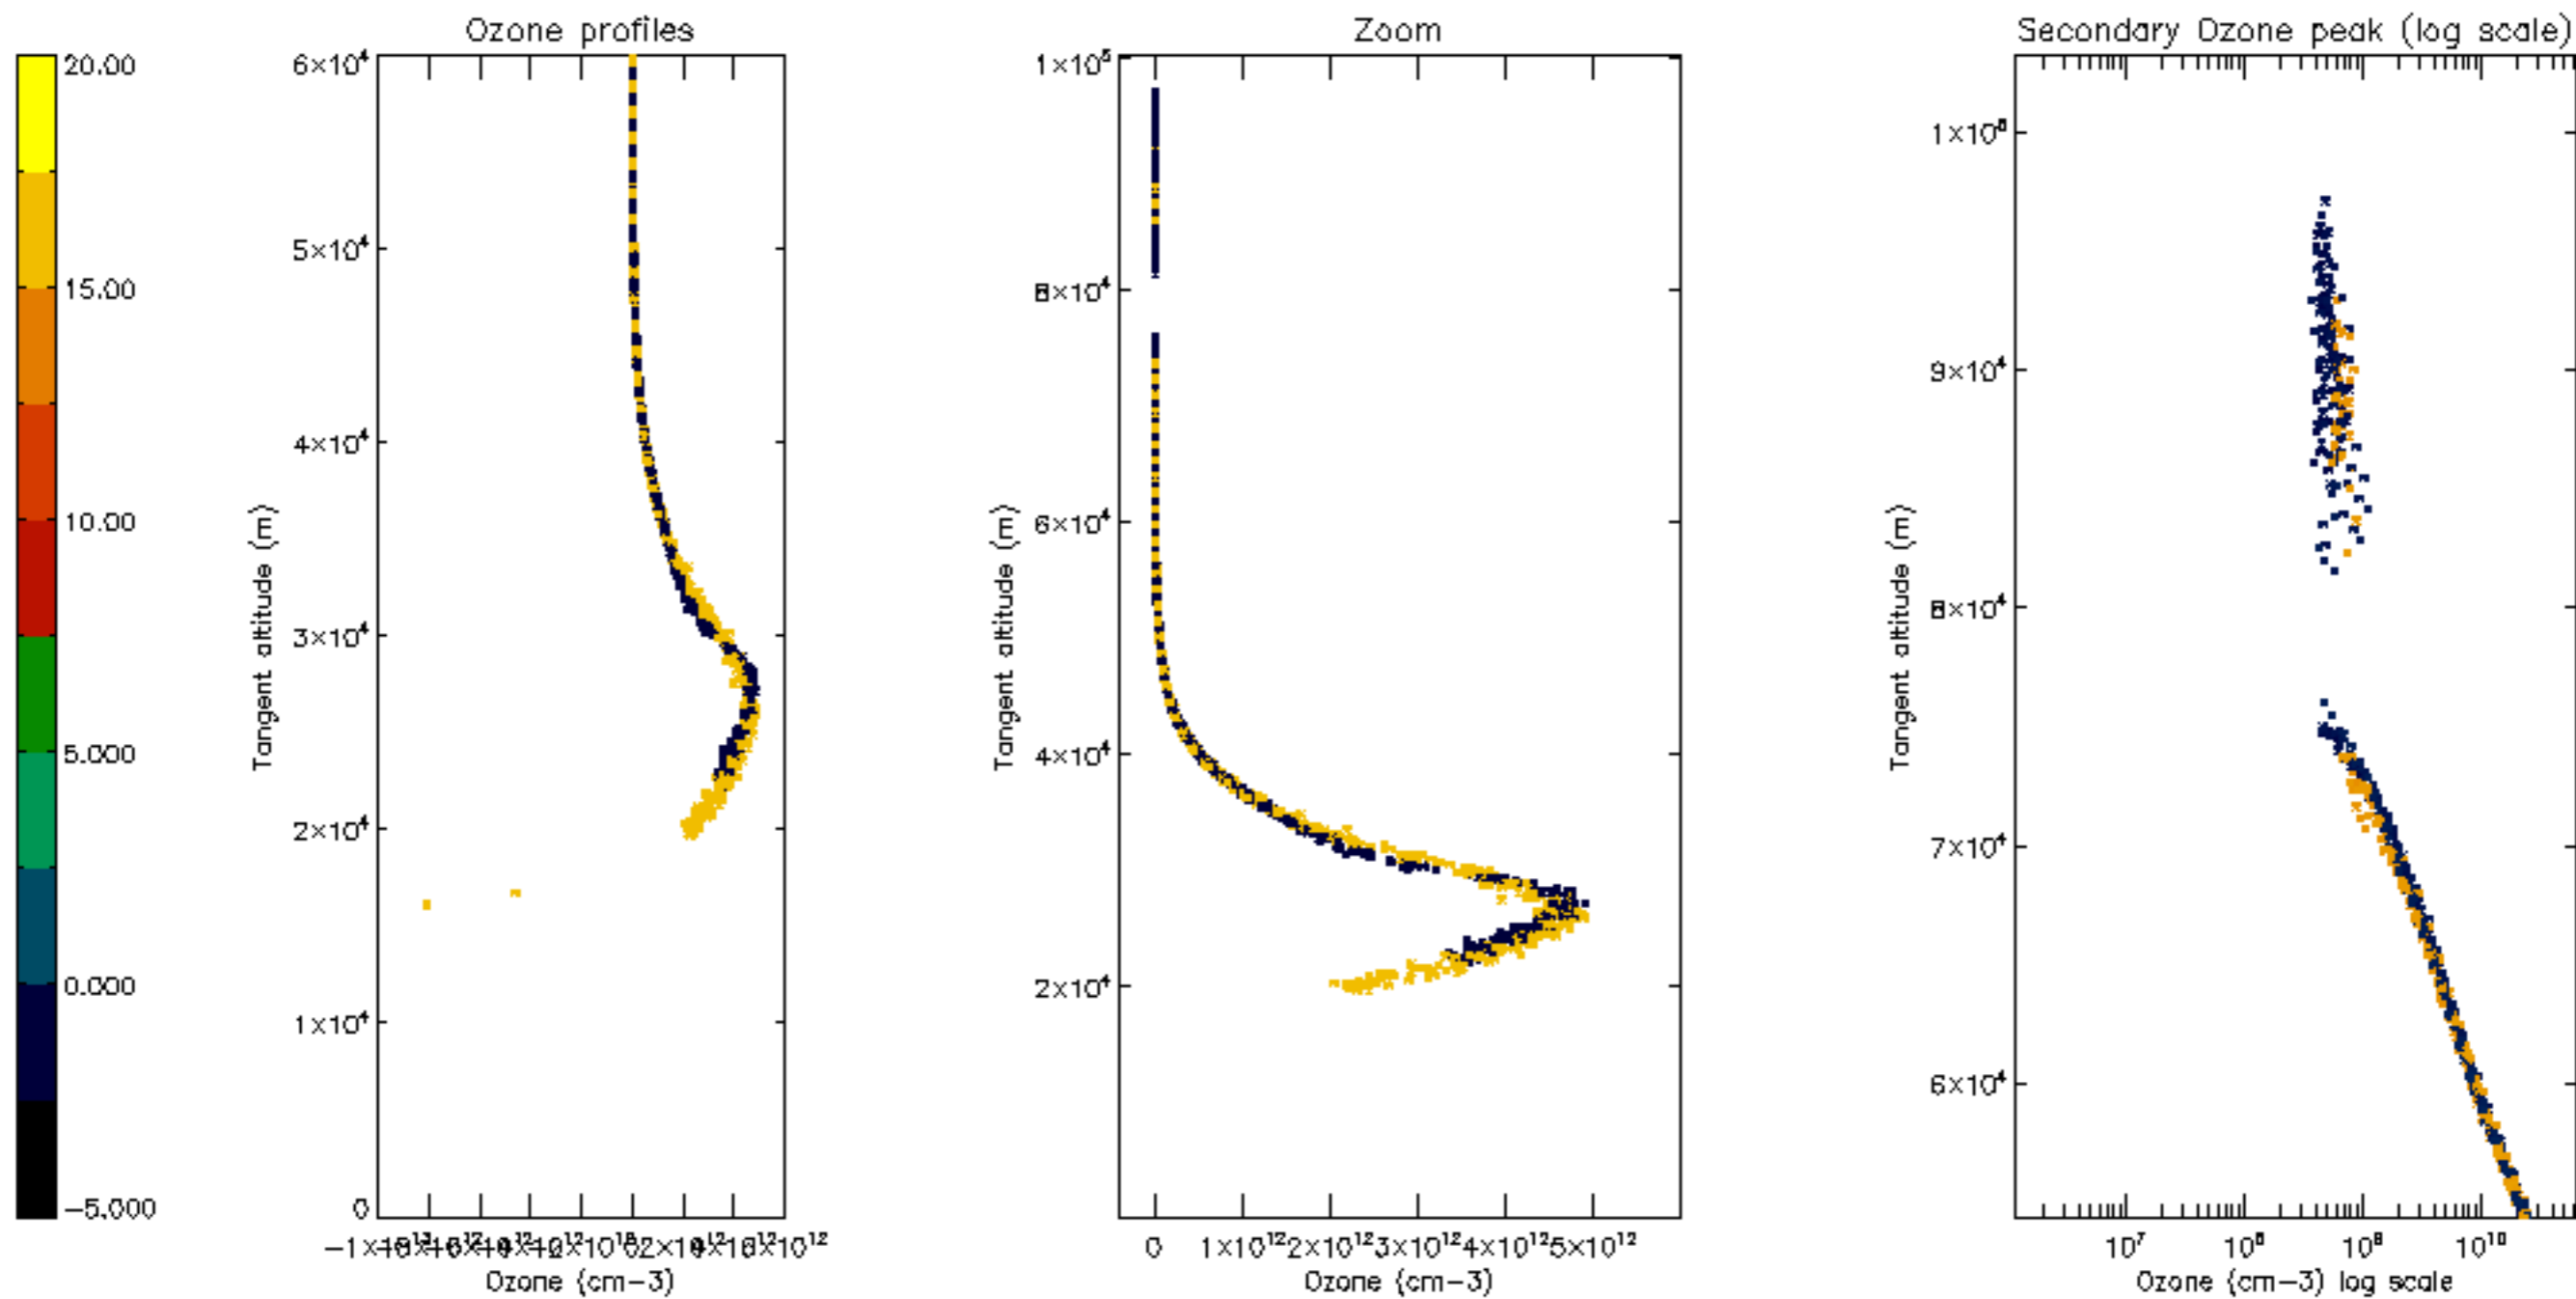 Ozone profiles
Zoom
Secondary Ozone peak (log scale)
20.00
15.00
10.00
5.000
0.000
−5.000
6×10⁴
5×10⁴
4×10⁴
3×10⁴
2×10⁴
1×10⁴
0
Tangent altitude (m)
Ozone (cm−3)
1×10⁵
8×10⁴
6×10⁴
4×10⁴
2×10⁴
Tangent altitude (m)
0 1×10¹² 2×10¹² 3×10¹² 4×10¹² 5×10¹²
Ozone (cm−3)
9×10⁴
8×10⁴
7×10⁴
6×10⁴
Tangent altitude (m)
10⁷ 10⁸ 10⁹ 10¹⁰
Ozone (cm−3) log scale